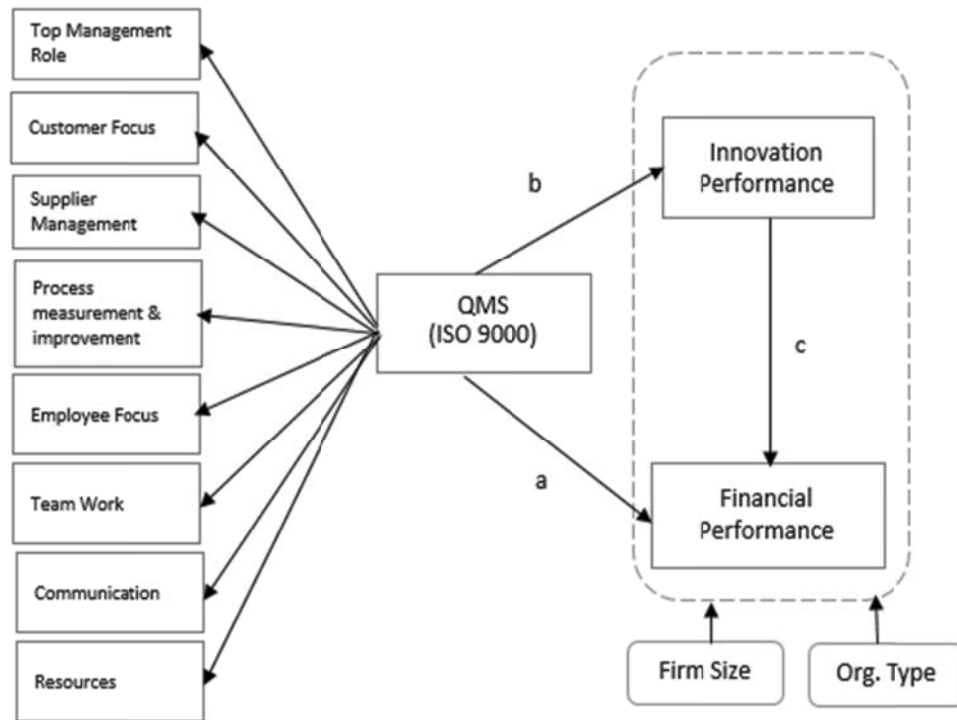 Top Management
Role
Customer Focus
Supplier
Management
Process
measurement &
improvement
Employee Focus
Team Work
Communication
Resources
QMS
(ISO 9000)
b
a
Innovation
Performance
c
Financial
Performance
Firm Size
Org. Type